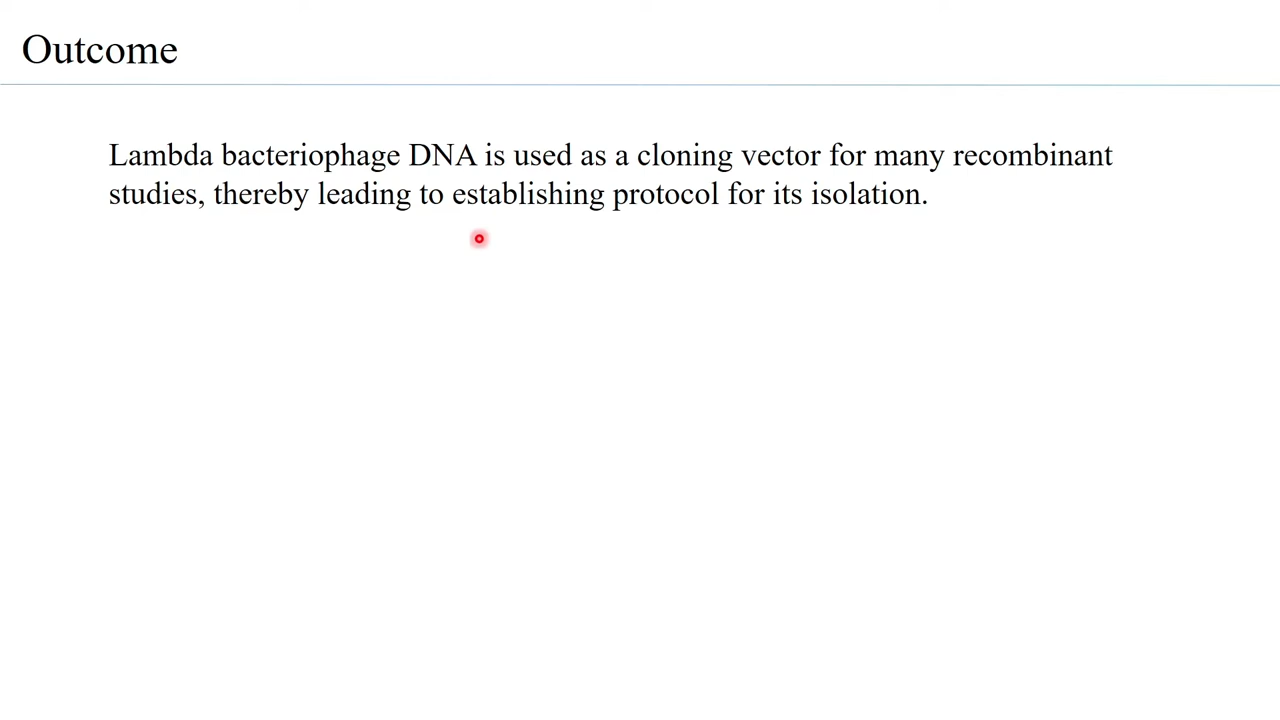 Outcome
Lambda bacteriophage DNA is used as a cloning vector for many recombinant
studies, thereby leading to establishing protocol for its isolation.